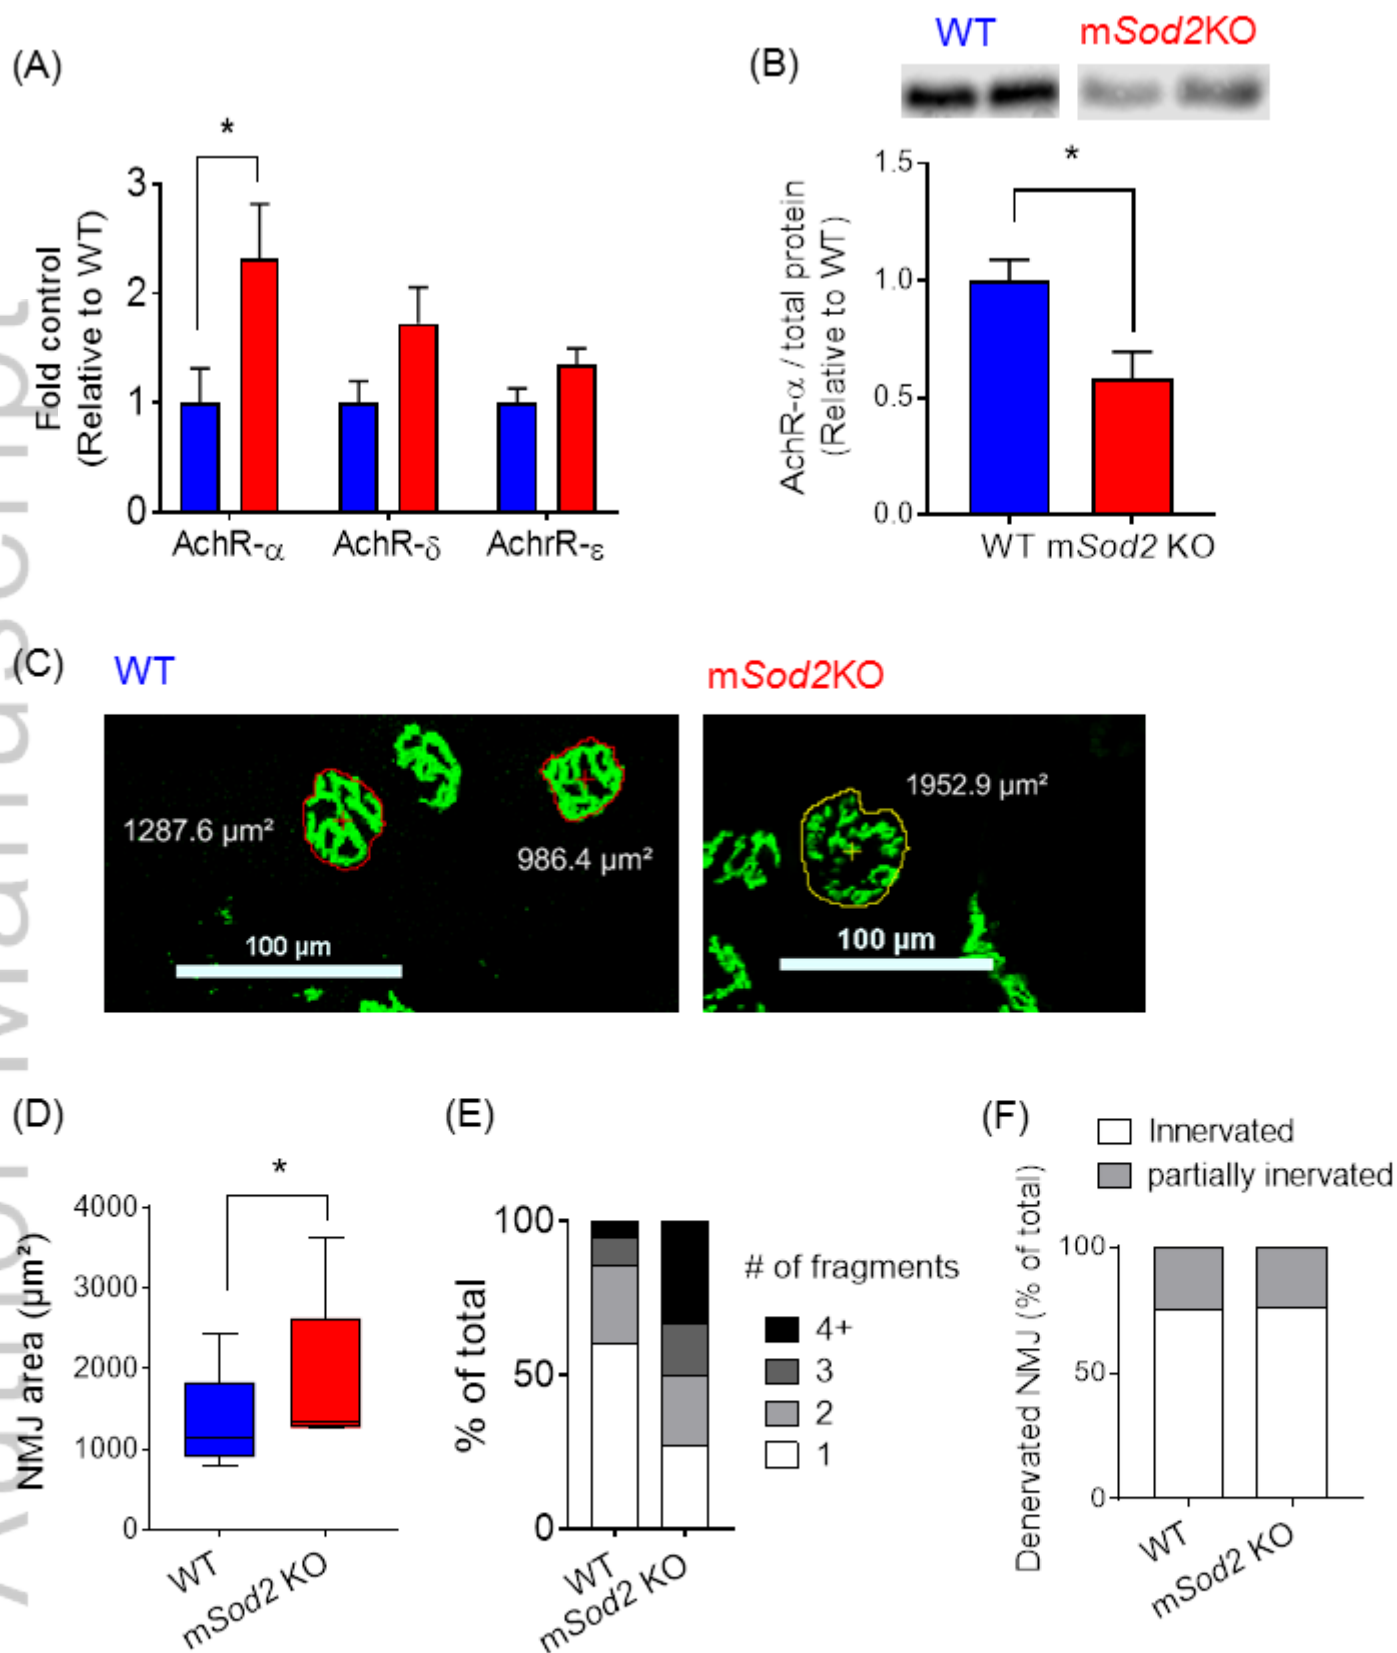 WT
mSod2KO
(A)
(B)
*
*
3
2
1
0
Fold control
(Relative to WT)
AchR-α
AchR-δ
AchrR-ε
1.5
1.0
0.5
0.0
AchR-α / total protein
(Relative to WT)
WT
mSod2 KO
(C)
WT
mSod2KO
1287.6 µm²
986.4 µm²
100 µm
1952.9 µm²
100 µm
(D)
(E)
(F)
*
4000
3000
2000
1000
0
NMJ area (µm²)
WT
mSod2 KO
100
50
0
% of total
WT
mSod2 KO
# of fragments
4+
3
2
1
Innervated
partially inervated
100
50
0
Denervated NMJ (% of total)
WT
mSod2 KO
Author Manuscript